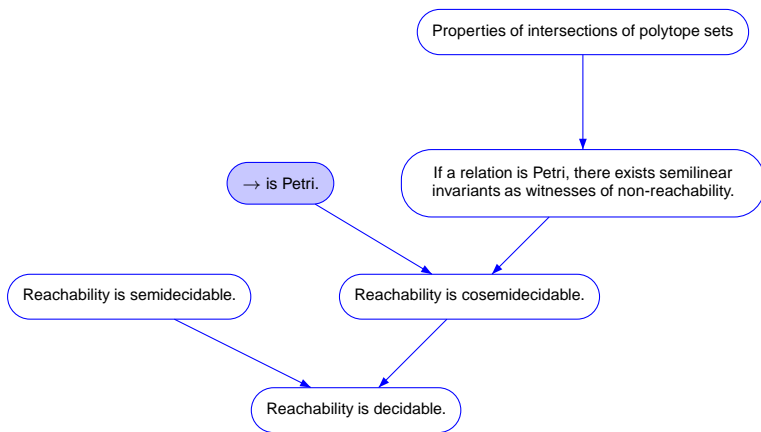 Properties of intersections of polytope sets
→ is Petri.
If a relation is Petri, there exists semilinear
invariants as witnesses of non-reachability.
Reachability is semidecidable.
Reachability is cosemidecidable.
Reachability is decidable.